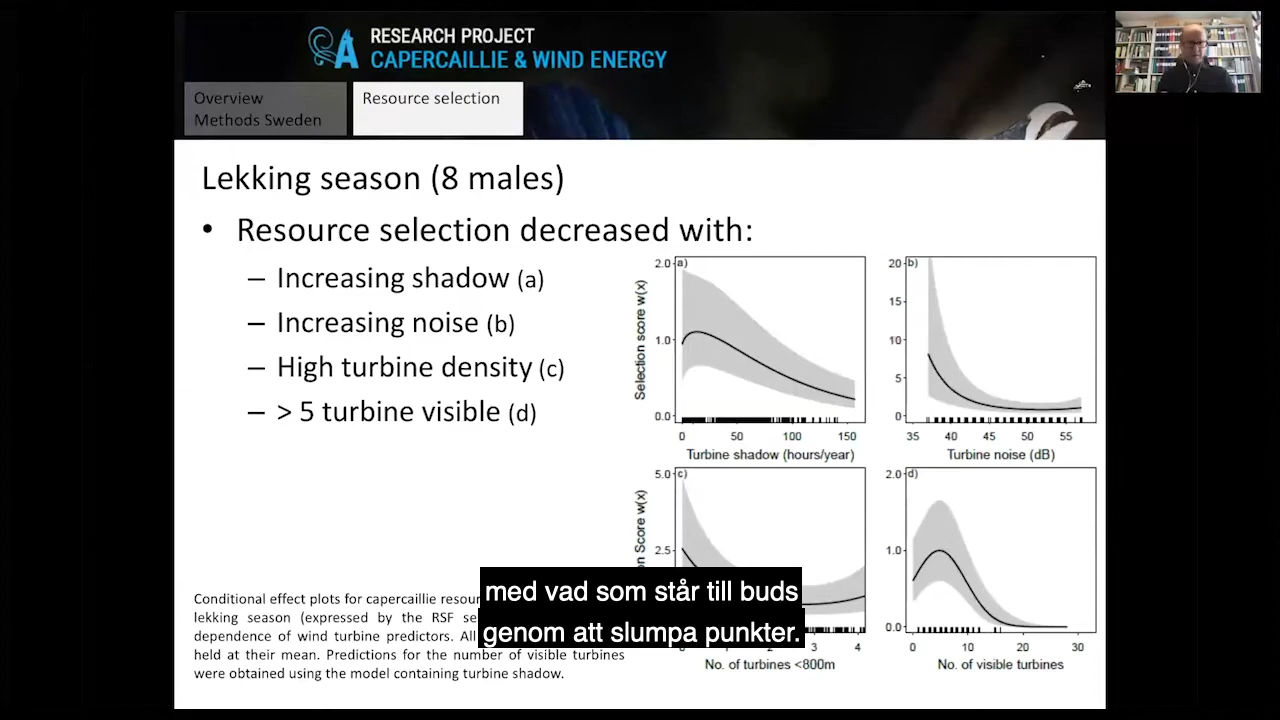 RESEARCH PROJECT
CAPERCAILLIE & WIND ENERGY
Overview
Methods Sweden
Resource selection
Lekking season (8 males)
• Resource selection decreased with:
– Increasing shadow (a)
– Increasing noise (b)
– High turbine density (c)
– > 5 turbine visible (d)
a)
2.0
1.0
0.0
Selection score w(x)
0 50 100 150
Turbine shadow (hours/year)
b)
20
15
10
5
0
35 40 45 50 55
Turbine noise (dB)
c)
5.0
2.5
on Score w(x)
3 4
No. of turbines <800m
d)
2.0
1.0
0.0
0 10 20 30
No. of visible turbines
Conditional effect plots for capercaillie
lekking season (expressed by the RSF
dependence of wind turbine predictors. All
held at their mean. Predictions for the number of visible turbines
were obtained using the model containing turbine shadow.
med vad som står till buds
genom att slumpa punkter.